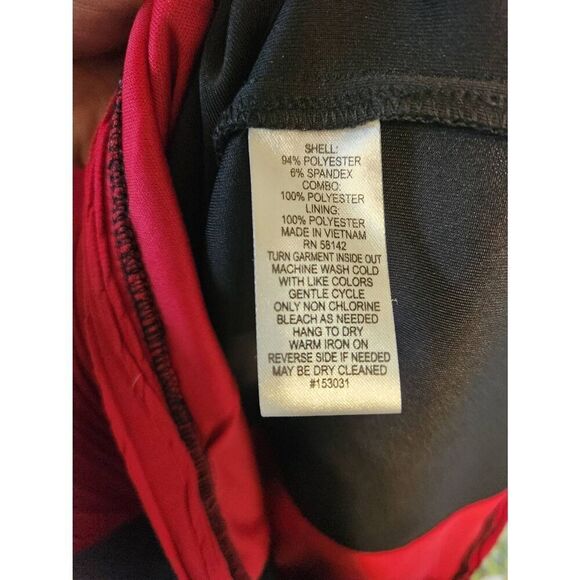 SHELL:
94% POLYESTER
6% SPANDEX
COMBO:
100% POLYESTER
LINING:
100% POLYESTER
MADE IN VIETNAM
RN 58142
TURN GARMENT INSIDE OUT
MACHINE WASH COLD
WITH LIKE COLORS
GENTLE CYCLE
ONLY NON CHLORINE
BLEACH AS NEEDED
HANG TO DRY
WARM IRON ON
REVERSE SIDE IF NEEDED
MAY BE DRY CLEANED
#153031